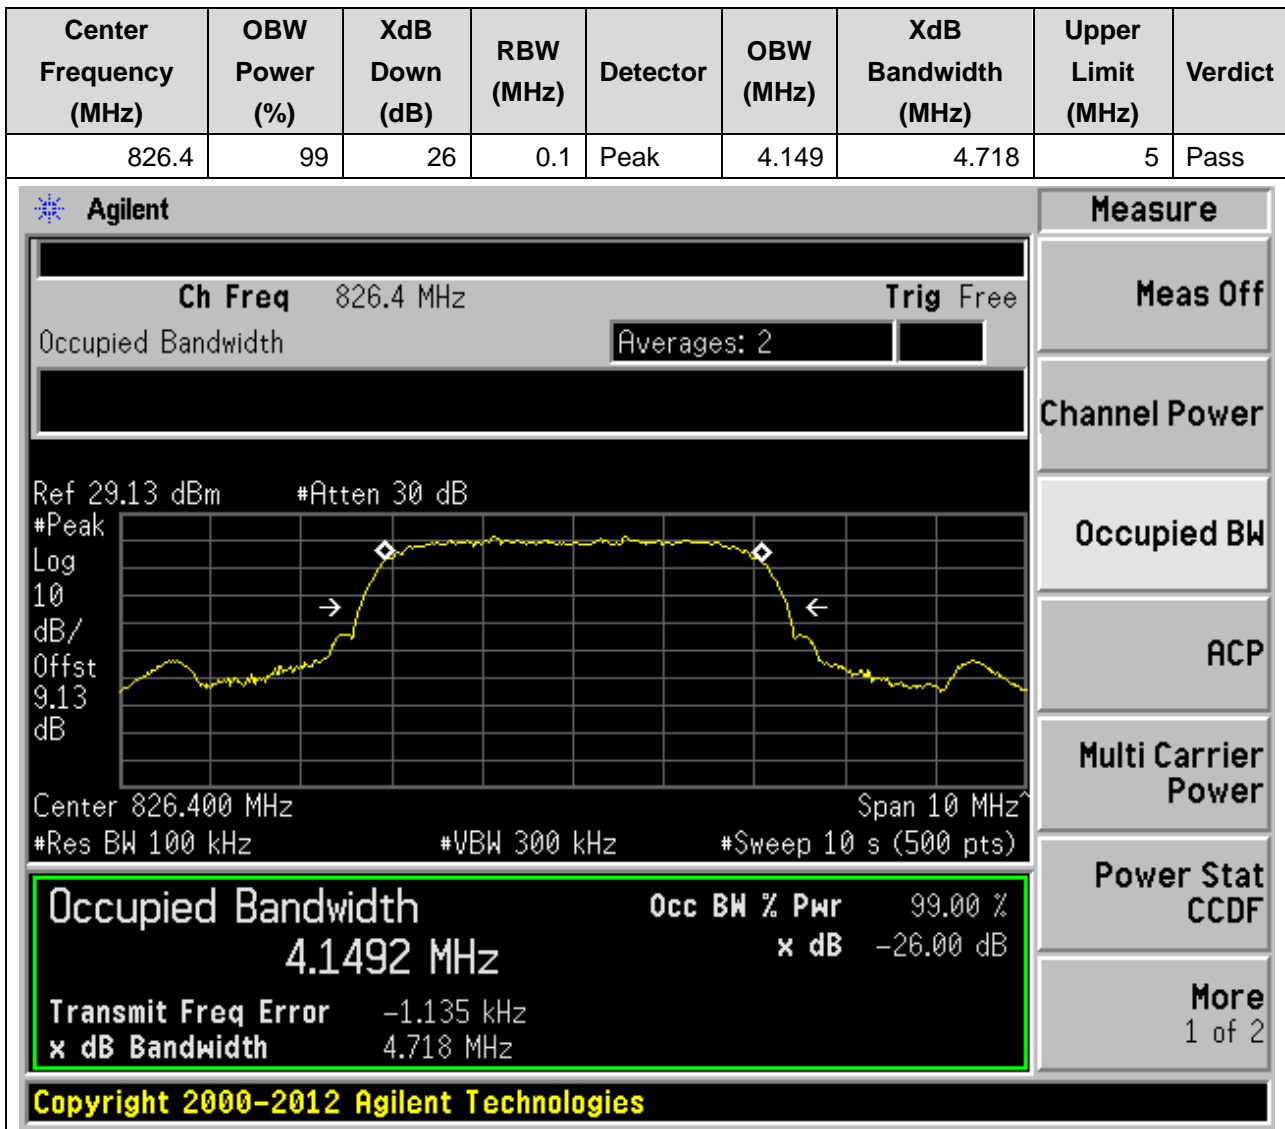 Center Frequency (MHz) OBW Power (%) XdB Down (dB) RBW (MHz) Detector OBW (MHz) XdB Bandwidth (MHz) Upper Limit (MHz) Verdict
826.4 99 26 0.1 Peak 4.149 4.718 5 Pass
Agilent
Measure
Ch Freq 826.4 MHz Trig Free
Meas Off
Occupied Bandwidth Averages: 2
Channel Power
Ref 29.13 dBm #Atten 30 dB
#Peak
Log
10
dB/
Offst
9.13
dB
Occupied BW
ACP
Multi Carrier
Power
Center 826.400 MHz Span 10 MHz^
#Res BW 100 kHz #VBW 300 kHz #Sweep 10 s (500 pts)
Power Stat
CCDF
Occupied Bandwidth Occ BW % Pwr 99.00 %
4.1492 MHz x dB -26.00 dB
Transmit Freq Error -1.135 kHz
x dB Bandwidth 4.718 MHz
More
1 of 2
Copyright 2000-2012 Agilent Technologies